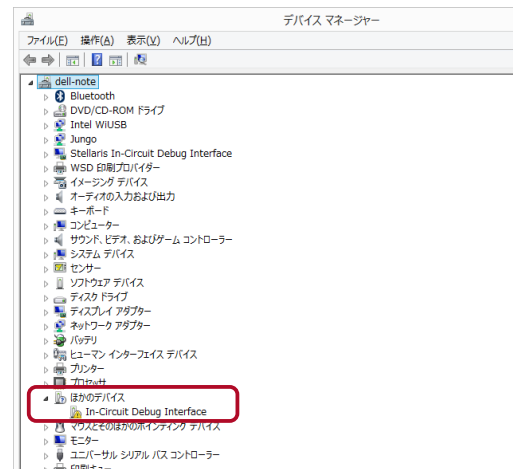 デバイス マネージャー
ファイル(F) 操作(A) 表示(V) ヘルプ(H)
dell-note
Bluetooth
DVD/CD-ROM ドライブ
Intel WiUSB
Jungo
Stellaris In-Circuit Debug Interface
WSD 印刷プロバイダー
イメージング デバイス
オーディオの入力および出力
キーボード
コンピューター
サウンド、ビデオ、およびゲーム コントローラー
システム デバイス
センサー
ソフトウェア デバイス
ディスク ドライブ
ディスプレイ アダプター
ネットワーク アダプター
バッテリ
ヒューマン インターフェイス デバイス
プリンター
プロセッサ
ほかのデバイス
In-Circuit Debug Interface
マウスとそのほかのポインティング デバイス
モニター
ユニバーサル シリアル バス コントローラー
印刷キュー